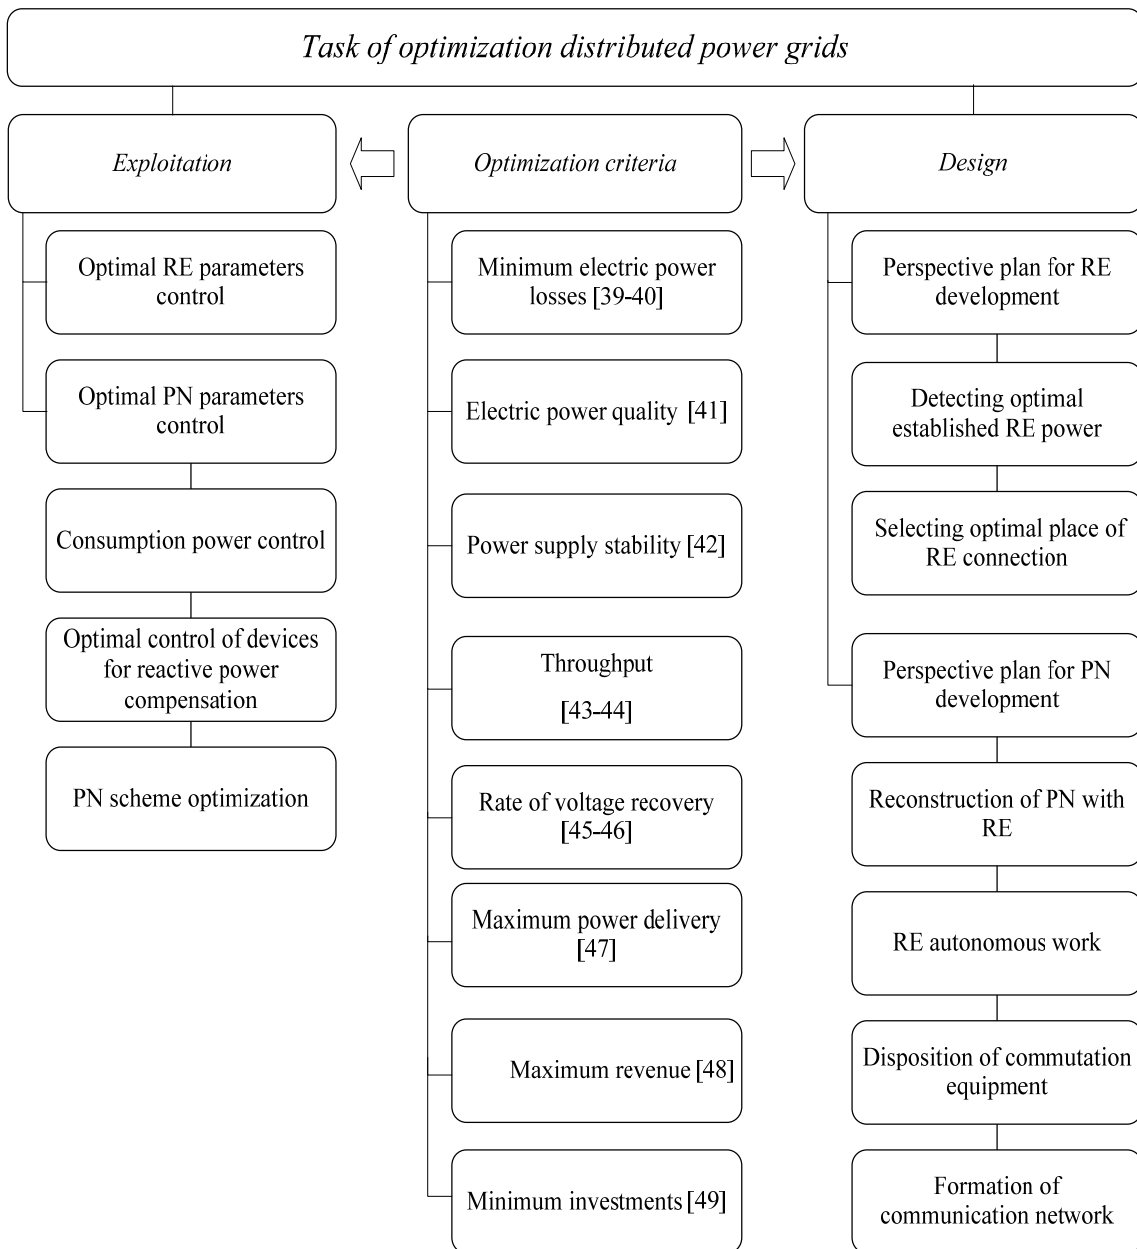 Task of optimization distributed power grids
Exploitation
Optimization criteria
Design
Optimal RE parameters
control
Optimal PN parameters
control
Consumption power control
Optimal control of devices
for reactive power
compensation
PN scheme optimization
Minimum electric power
losses [39-40]
Electric power quality [41]
Power supply stability [42]
Throughput
[43-44]
Rate of voltage recovery
[45-46]
Maximum power delivery
[47]
Maximum revenue [48]
Minimum investments [49]
Perspective plan for RE
development
Detecting optimal
established RE power
Selecting optimal place of
RE connection
Perspective plan for PN
development
Reconstruction of PN with
RE
RE autonomous work
Disposition of commutation
equipment
Formation of
communication network